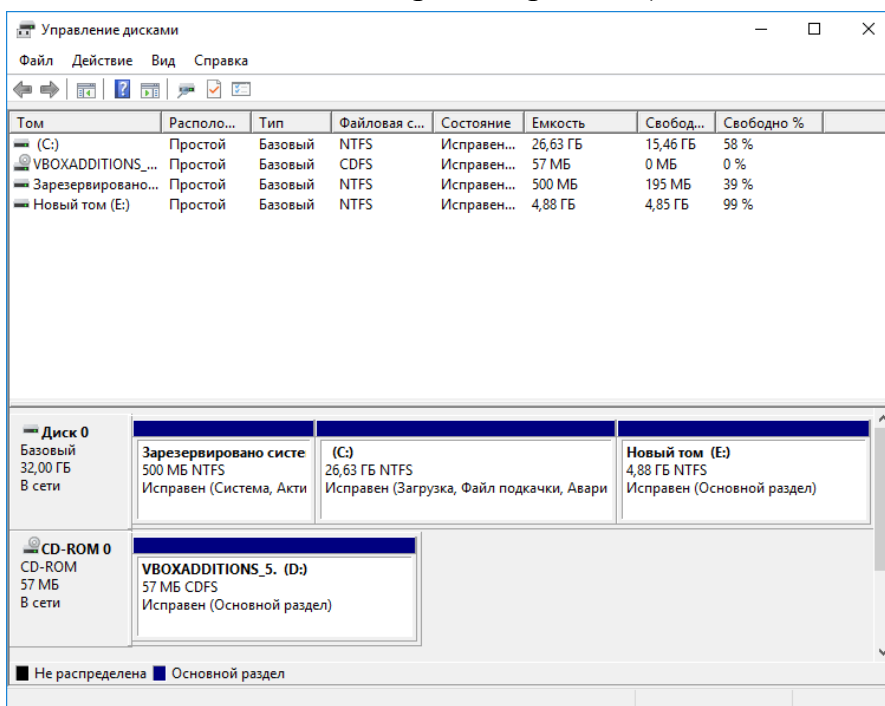 Управление дисками
Файл Действие Вид Справка
Том Располо... Тип Файловая с... Состояние Емкость Свобод... Свободно %
(C:) Простой Базовый NTFS Исправен... 26,63 ГБ 15,46 ГБ 58 %
VBOXADDITIONS_... Простой Базовый CDFS Исправен... 57 МБ 0 МБ 0 %
Зарезервировано... Простой Базовый NTFS Исправен... 500 МБ 195 МБ 39 %
Новый том (E:) Простой Базовый NTFS Исправен... 4,88 ГБ 4,85 ГБ 99 %
Диск 0
Базовый
32,00 ГБ
В сети
Зарезервировано систе
500 МБ NTFS
Исправен (Система, Акти
(C:)
26,63 ГБ NTFS
Исправен (Загрузка, Файл подкачки, Авари
Новый том (E:)
4,88 ГБ NTFS
Исправен (Основной раздел)
CD-ROM 0
CD-ROM
57 МБ
В сети
VBOXADDITIONS_5. (D:)
57 МБ CDFS
Исправен (Основной раздел)
Не распределена Основной раздел